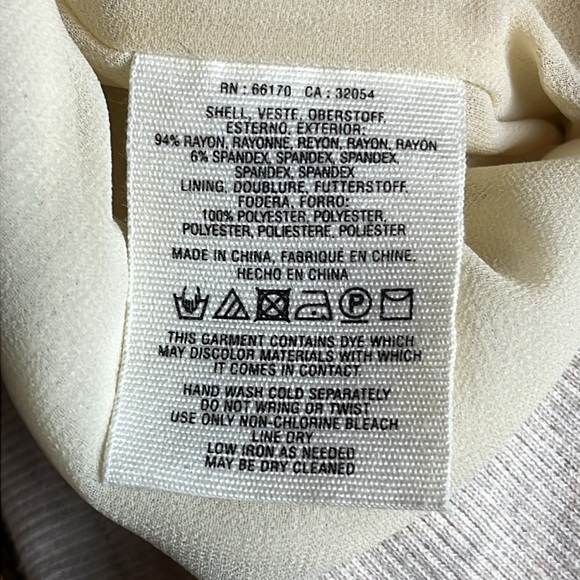 RN : 66170 CA : 32054
SHELL, VESTE, OBERSTOFF,
ESTERNO, EXTERIOR:
94% RAYON, RAYONNE, REYON, RAYON, RAYÓN
6% SPANDEX, SPANDEX, SPANDEX,
SPANDEX, SPANDEX
LINING, DOUBLURE, FUTTERSTOFF,
FODERA, FORRO:
100% POLYESTER, POLYESTER,
POLYESTER, POLIESTERE, POLIÉSTER
MADE IN CHINA, FABRIQUÉ EN CHINE,
HECHO EN CHINA
P
THIS GARMENT CONTAINS DYE WHICH
MAY DISCOLOR MATERIALS WITH WHICH
IT COMES IN CONTACT
HAND WASH COLD SEPARATELY
DO NOT WRING OR TWIST
USE ONLY NON-CHLORINE BLEACH
LINE DRY
LOW IRON AS NEEDED
MAY BE DRY CLEANED